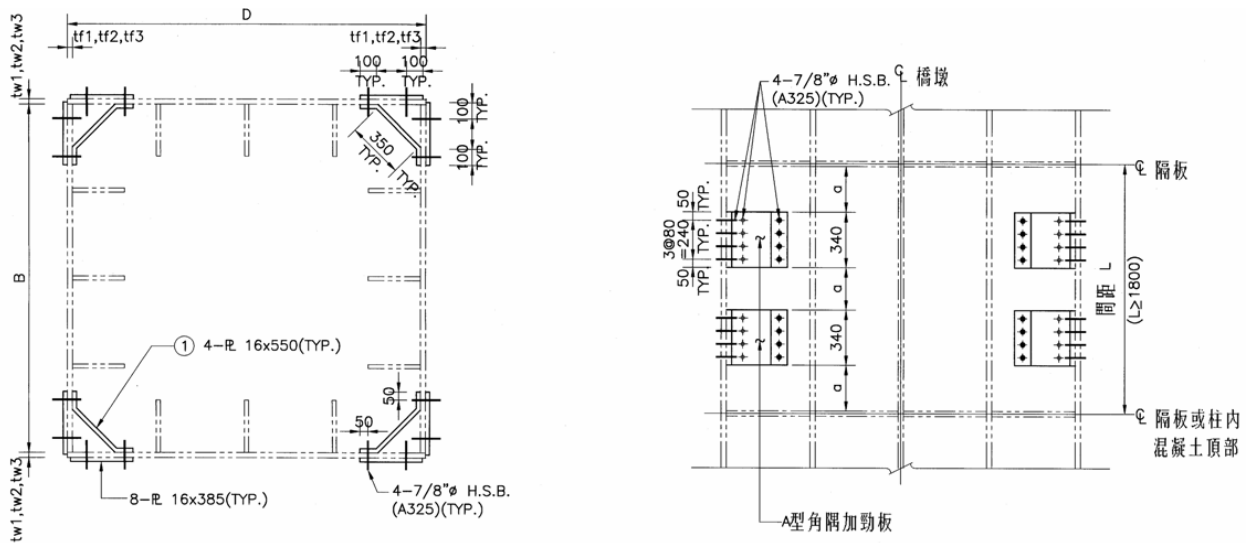 D
tw1,tw2,tw3
tf1,tf2,tf3
tf1,tf2,tf3
100
TYP.
100
TYP.
100
TYP.
100
TYP.
350
TYP.
TYP.
B
① 4-PL 16x550(TYP.)
50
50
tw1,tw2,tw3
8-PL 16x385(TYP.)
4-7/8"ø H.S.B.
(A325)(TYP.)
CL 橋墩
4-7/8"ø H.S.B.
(A325)(TYP.)
CL 隔板
50
TYP.
3@80
=240
TYP.
50
TYP.
a
340
a
340
a
間距 L
(L≥1800)
CL 隔板或柱內
混凝土頂部
A型角隅加勁板